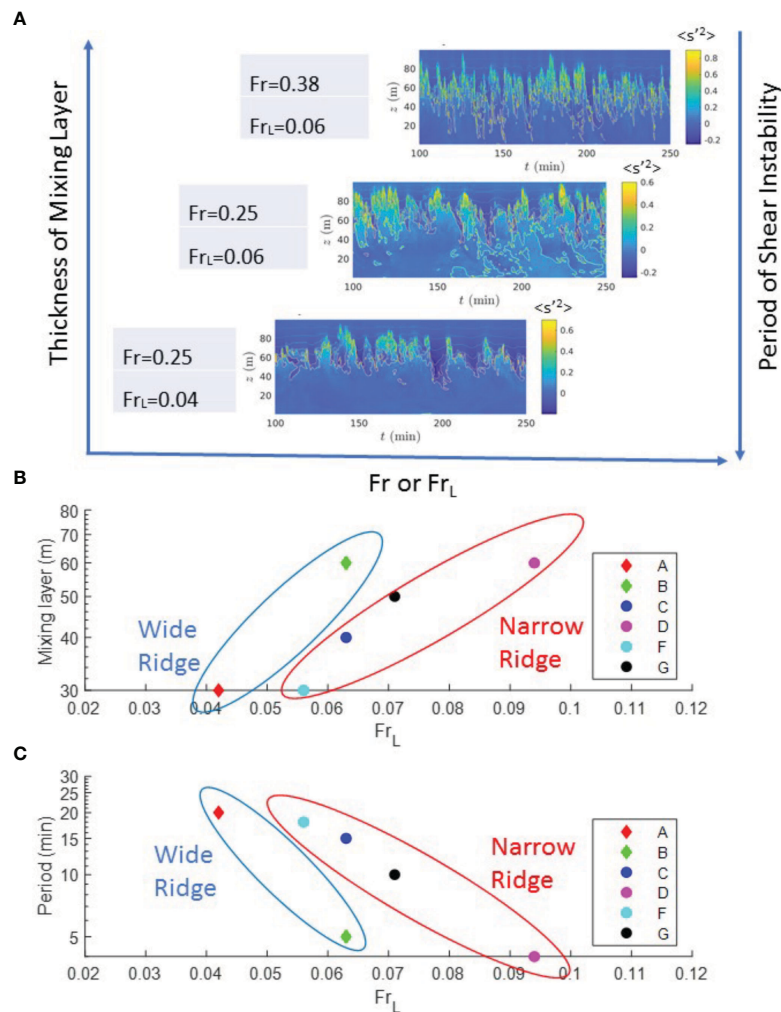 A
Thickness of Mixing Layer
Period of Shear Instability
Fr=0.38
Fr_L=0.06
<s'²>
z (m)
80
60
40
20
100 150 200 250
t (min)
0.8
0.6
0.4
0.2
0
-0.2
Fr=0.25
Fr_L=0.06
<s'²>
z (m)
80
60
40
20
100 150 200 250
t (min)
0.6
0.4
0.2
0
-0.2
Fr=0.25
Fr_L=0.04
<s'²>
z (m)
80
60
40
20
100 150 200 250
t (min)
0.6
0.4
0.2
0
Fr or Fr_L
B
Mixing layer (m)
80
70
60
50
40
30
Wide
Ridge
Narrow
Ridge
A
B
C
D
F
G
0.02 0.03 0.04 0.05 0.06 0.07 0.08 0.09 0.1 0.11 0.12
Fr_L
C
Period (min)
30
25
20
15
10
5
Wide
Ridge
Narrow
Ridge
A
B
C
D
F
G
0.02 0.03 0.04 0.05 0.06 0.07 0.08 0.09 0.1 0.11 0.12
Fr_L